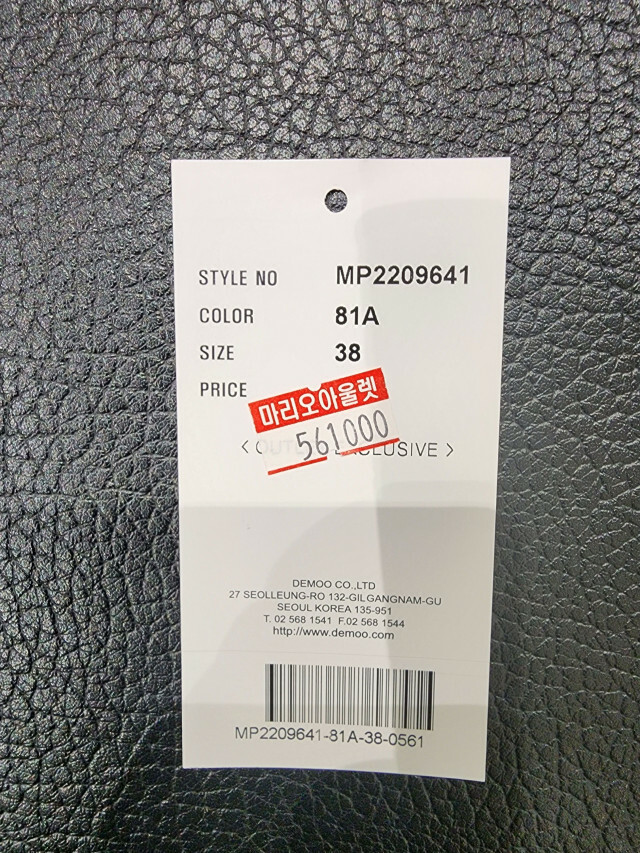 STYLE NO MP2209641
COLOR 81A
SIZE 38
PRICE
마리오아울렛
561000
EXCLUSIVE >
DEMOO CO.,LTD
27 SEOLLEUNG-RO 132-GILGANGNAM-GU
SEOUL KOREA 135-951
T. 02 568 1541 F.02 568 1544
http://www.demoo.com
MP2209641-81A-38-0561